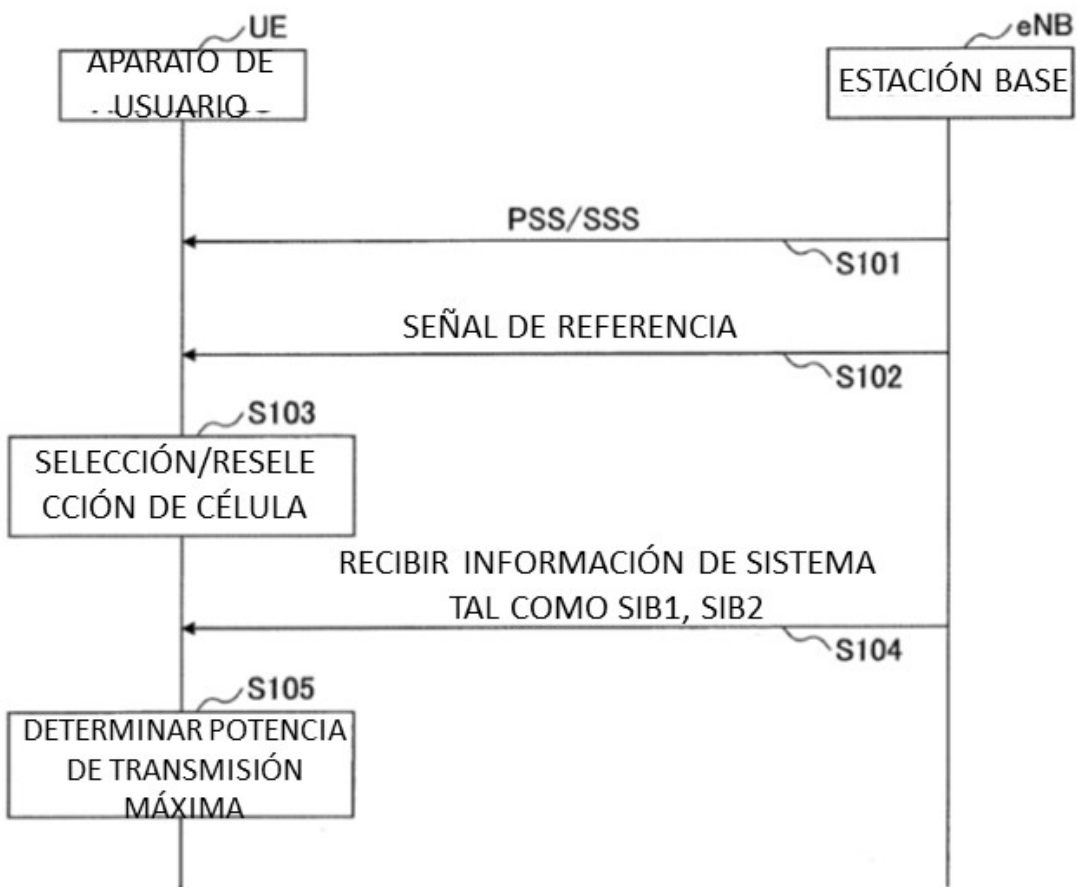 UE
eNB
APARATO DE
USUARIO
ESTACIÓN BASE
PSS/SSS
S101
SEÑAL DE REFERENCIA
S102
S103
SELECCIÓN/RESELE
CCIÓN DE CÉLULA
RECIBIR INFORMACIÓN DE SISTEMA
TAL COMO SIB1, SIB2
S104
S105
DETERMINAR POTENCIA
DE TRANSMISIÓN
MÁXIMA